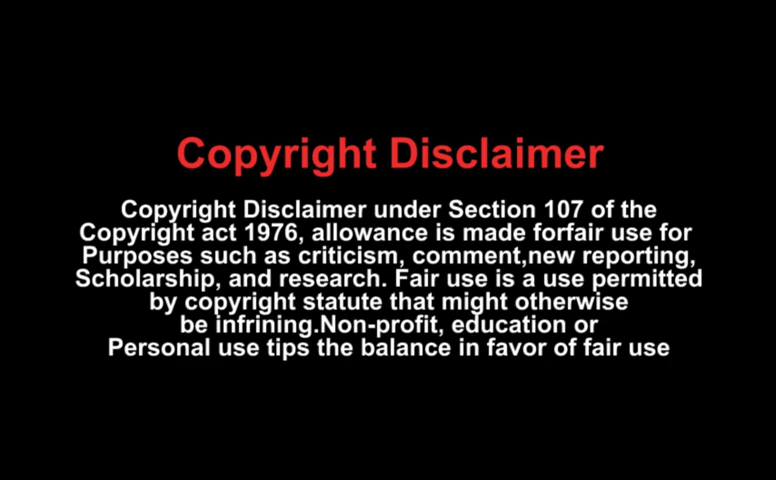 Copyright Disclaimer
Copyright Disclaimer under Section 107 of the
Copyright act 1976, allowance is made forfair use for
Purposes such as criticism, comment,new reporting,
Scholarship, and research. Fair use is a use permitted
by copyright statute that might otherwise
be infrining.Non-profit, education or
Personal use tips the balance in favor of fair use